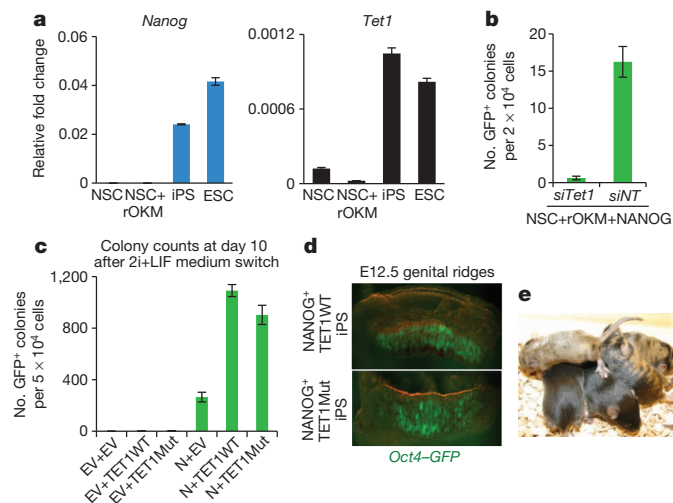 a
Nanog
Relative fold change
0.06
0.04
0.02
0
NSC
NSC+
rOKM
iPS
ESC
Tet1
0.0012
0.0006
0
NSC
NSC+
rOKM
iPS
ESC
b
No. GFP⁺ colonies
per 2 × 10⁴ cells
20
15
10
5
0
siTet1
siNT
NSC+rOKM+NANOG
c
Colony counts at day 10
after 2i+LIF medium switch
No. GFP⁺ colonies
per 5 × 10⁴ cells
1,200
800
400
0
EV+EV
EV+TET1WT
EV+TET1Mut
N+EV
N+TET1WT
N+TET1Mut
d
E12.5 genital ridges
NANOG⁺
TET1WT
iPS
NANOG⁺
TET1Mut
iPS
Oct4–GFP
e